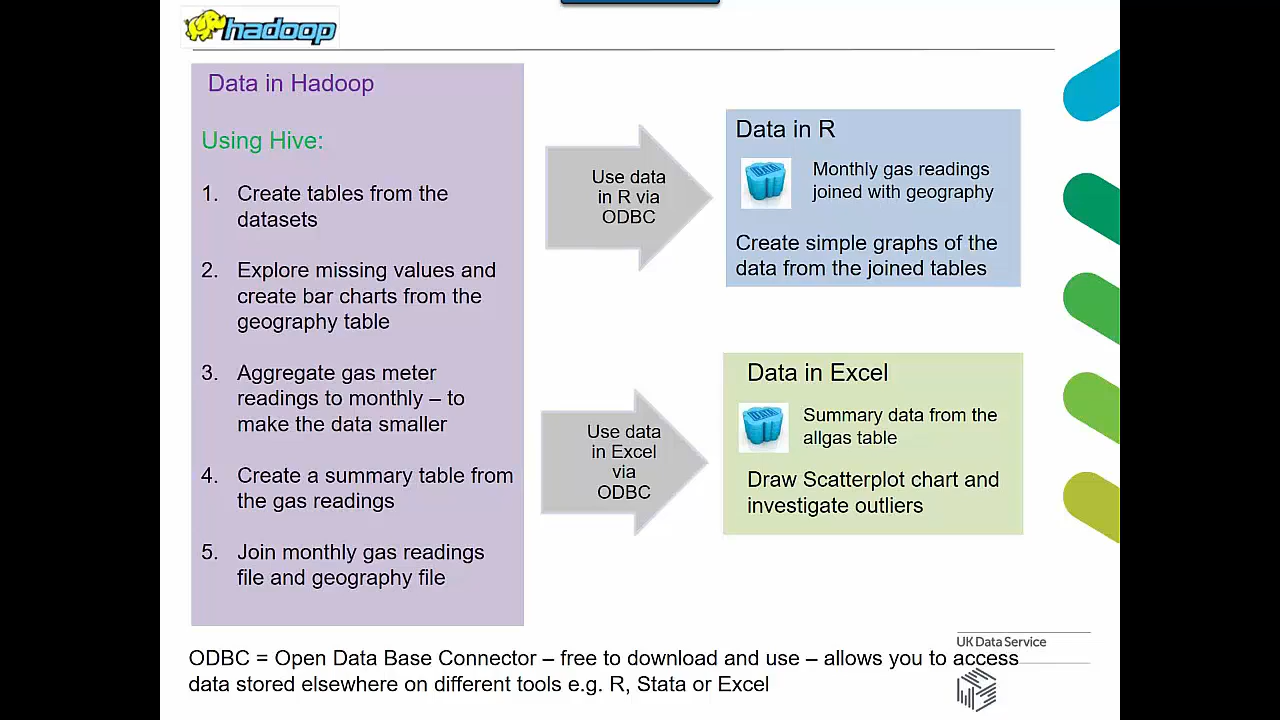 hadoop
Data in Hadoop
Using Hive:
1. Create tables from the
datasets
2. Explore missing values and
create bar charts from the
geography table
3. Aggregate gas meter
readings to monthly – to
make the data smaller
4. Create a summary table from
the gas readings
5. Join monthly gas readings
file and geography file
Use data
in R via
ODBC
Data in R
DATA
Monthly gas readings
joined with geography
Create simple graphs of the
data from the joined tables
Use data
in Excel
via
ODBC
Data in Excel
DATA
Summary data from the
allgas table
Draw Scatterplot chart and
investigate outliers
UK Data Service
ODBC = Open Data Base Connector – free to download and use – allows you to access
data stored elsewhere on different tools e.g. R, Stata or Excel